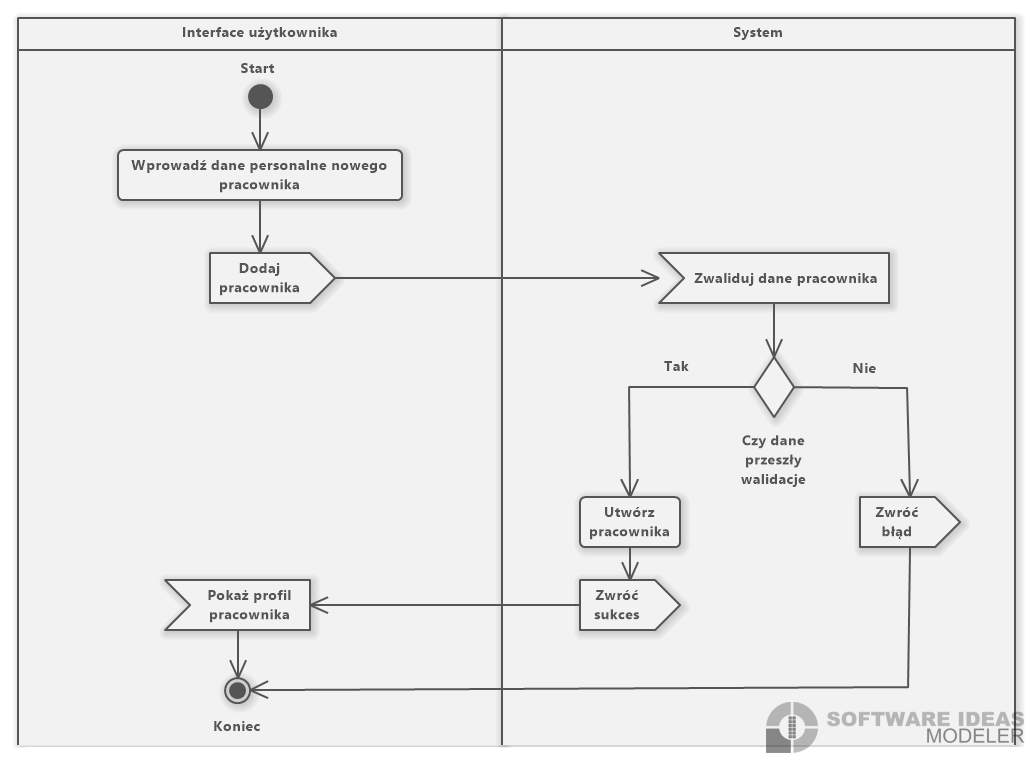 Interface użytkownika
System
Start
Wprowadź dane personalne nowego
pracownika
Dodaj
pracownika
Zwaliduj dane pracownika
Tak
Nie
Czy dane
przeszły
walidacje
Utwórz
pracownika
Zwróć
błąd
Pokaż profil
pracownika
Zwróć
sukces
Koniec
SOFTWARE IDEAS
MODELER